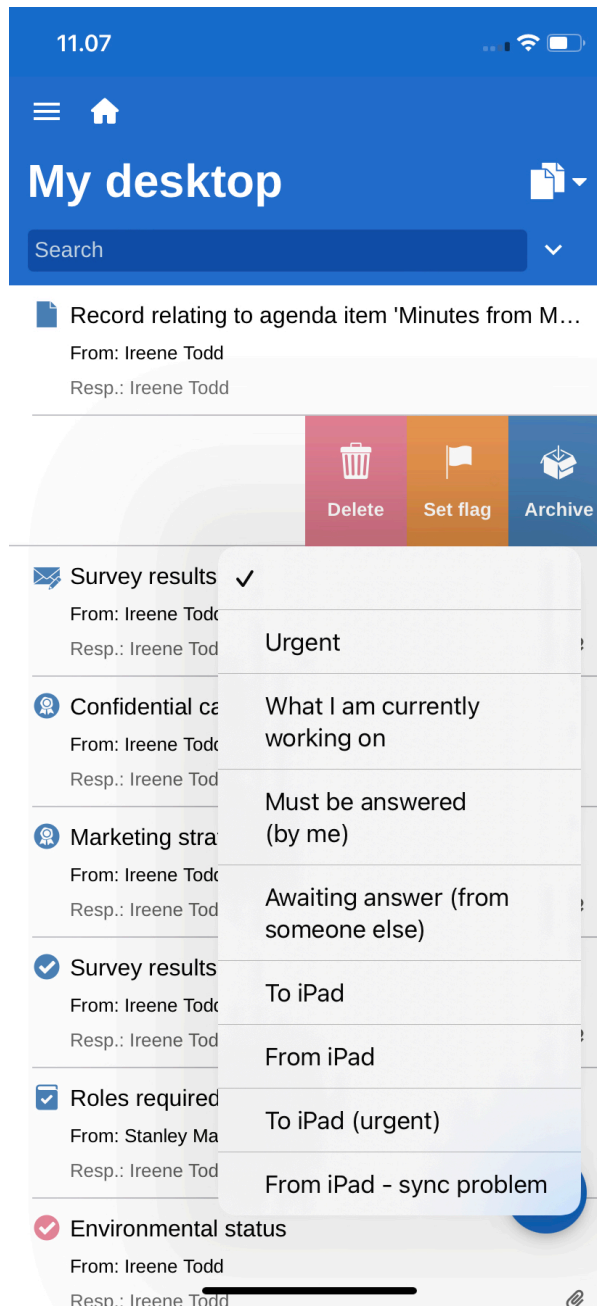 11.07
My desktop
Search
Record relating to agenda item 'Minutes from M...
From: Ireene Todd
Resp.: Ireene Todd
Delete
Set flag
Archive
Survey results
From: Ireene Todd
Resp.: Ireene Tod
Confidential ca
From: Ireene Todd
Resp.: Ireene Tod
Marketing stra
From: Ireene Todd
Resp.: Ireene Tod
Survey results
From: Ireene Todd
Resp.: Ireene Tod
Roles required
From: Stanley Ma
Resp.: Ireene Tod
Urgent
What I am currently
working on
Must be answered
(by me)
Awaiting answer (from
someone else)
To iPad
From iPad
To iPad (urgent)
From iPad - sync problem
Environmental status
From: Ireene Todd
Resp.: Ireene Todd